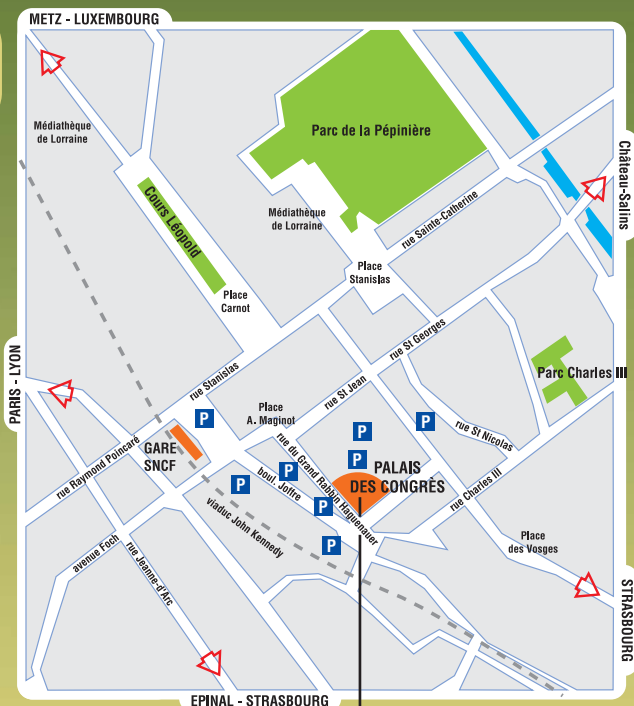 METZ - LUXEMBOURG
Médiathèque
de Lorraine
Parc de la Pépinière
Château-Salins
Cours Léopold
Médiathèque
de Lorraine
rue Sainte-Catherine
Place
Stanislas
Place
Carnot
rue St Georges
PARIS - LYON
rue Stanislas
rue St Jean
Parc Charles III
P
Place
A. Maginot
P
rue St Nicolas
P
GARE
SNCF
rue Raymond Poincaré
rue du Grand Rabbin Haguenauer
P
P
PALAIS
DES CONGRÈS
boul. Joffre
P
P
rue Charles III
viaduc John Kennedy
P
avenue Foch
rue Jeanne-d'Arc
Place
des Vosges
STRASBOURG
EPINAL - STRASBOURG